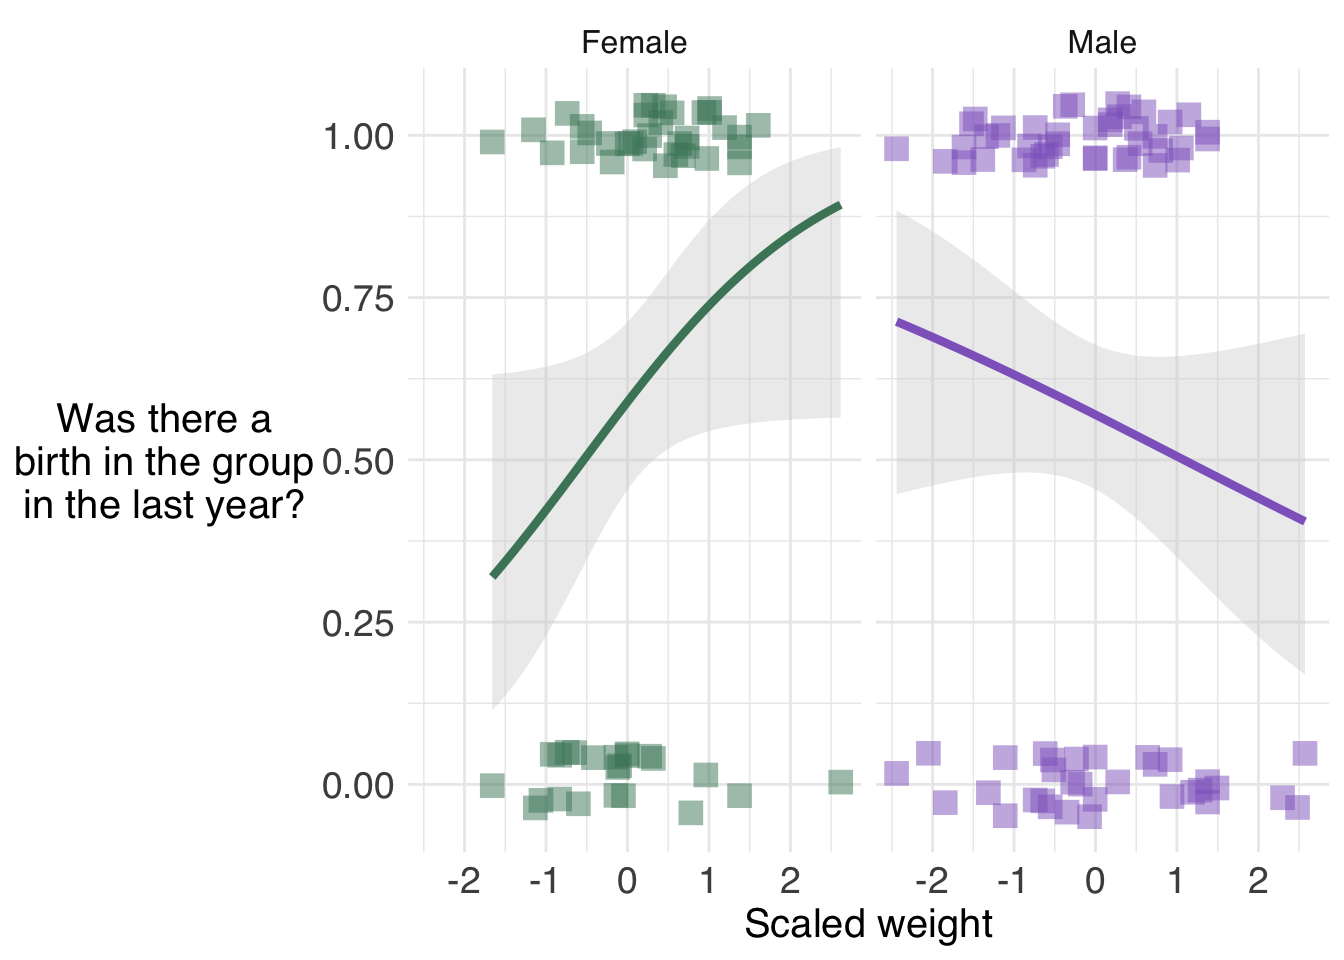 Female
Male
1.00
0.75
0.50
0.25
0.00
Was there a
birth in the group
in the last year?
-2 -1 0 1 2
-2 -1 0 1 2
Scaled weight